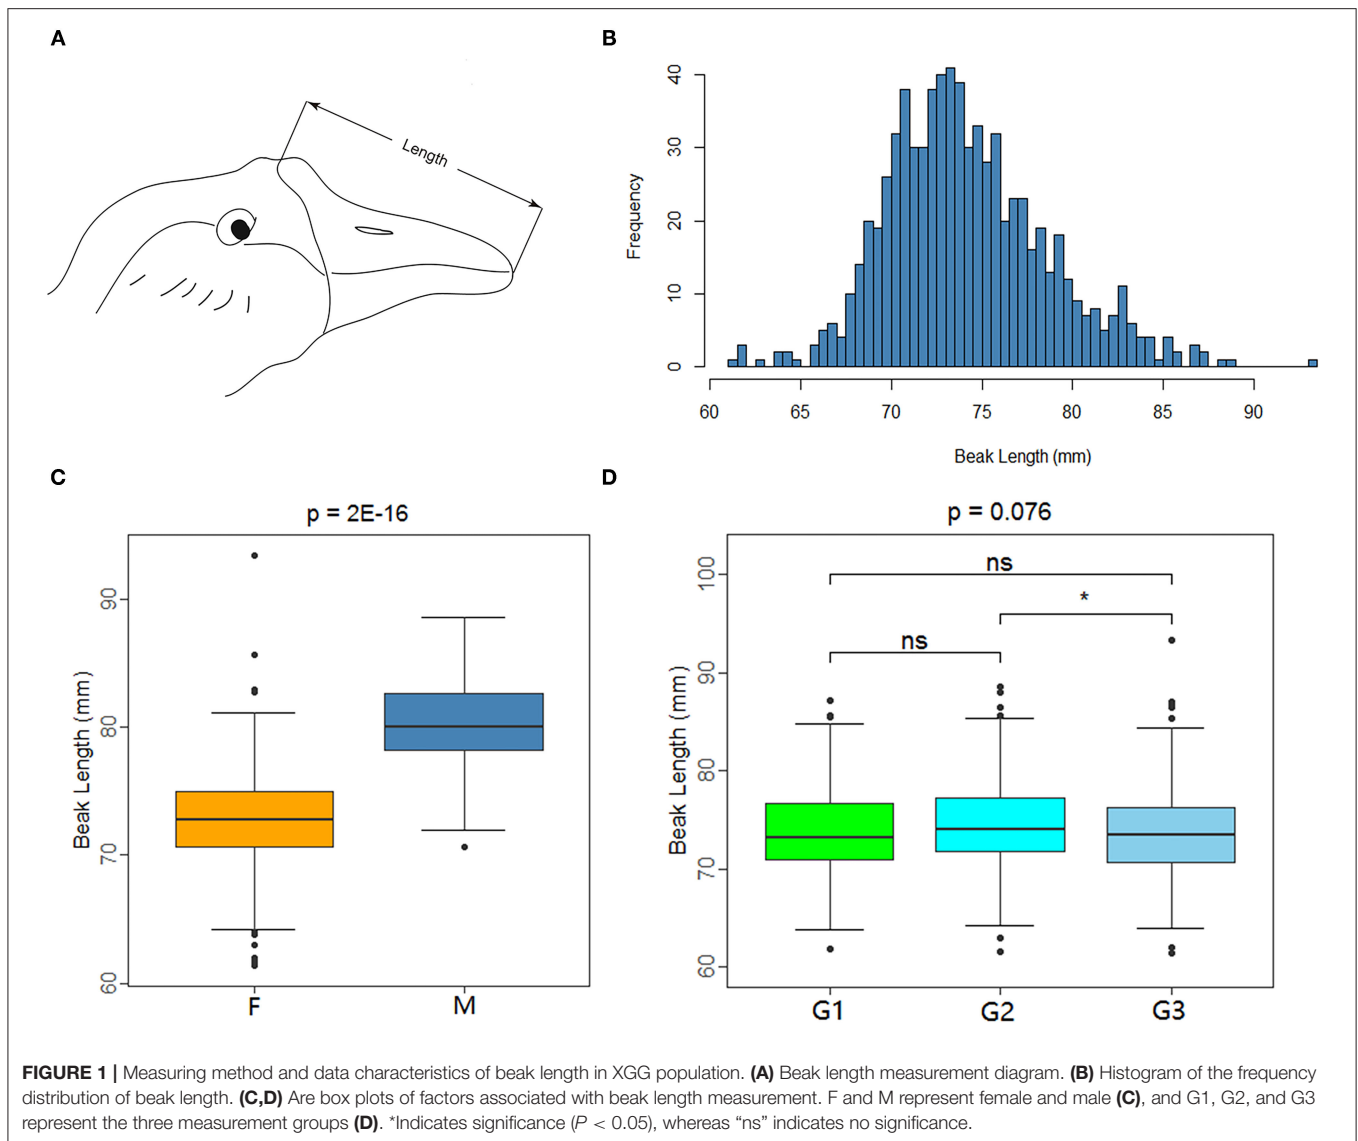 A
B
Length
Frequency
40
30
20
10
0
60 65 70 75 80 85 90
Beak Length (mm)
C
D
p = 2E-16
Beak Length (mm)
90
80
70
60
F M
p = 0.076
Beak Length (mm)
100
90
80
70
60
ns
*
ns
G1 G2 G3
FIGURE 1 | Measuring method and data characteristics of beak length in XGG population. (A) Beak length measurement diagram. (B) Histogram of the frequency
distribution of beak length. (C,D) Are box plots of factors associated with beak length measurement. F and M represent female and male (C), and G1, G2, and G3
represent the three measurement groups (D). *Indicates significance (P < 0.05), whereas “ns” indicates no significance.